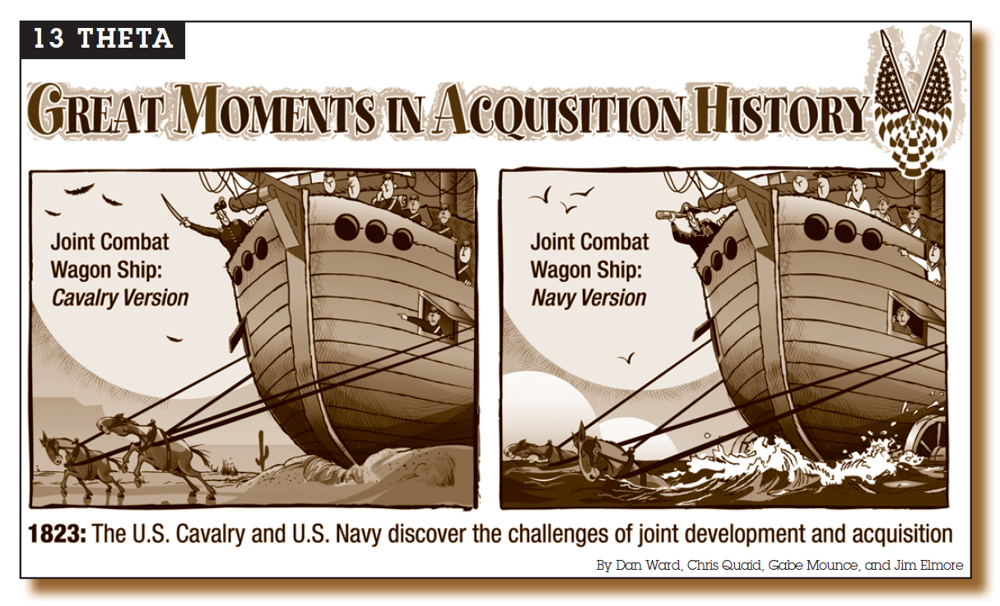 13 THETA
GREAT MOMENTS IN ACQUISITION HISTORY
Joint Combat
Wagon Ship:
Cavalry Version
Joint Combat
Wagon Ship:
Navy Version
1823: The U.S. Cavalry and U.S. Navy discover the challenges of joint development and acquisition
By Dan Ward, Chris Quaid, Gabe Mounce, and Jim Elmore